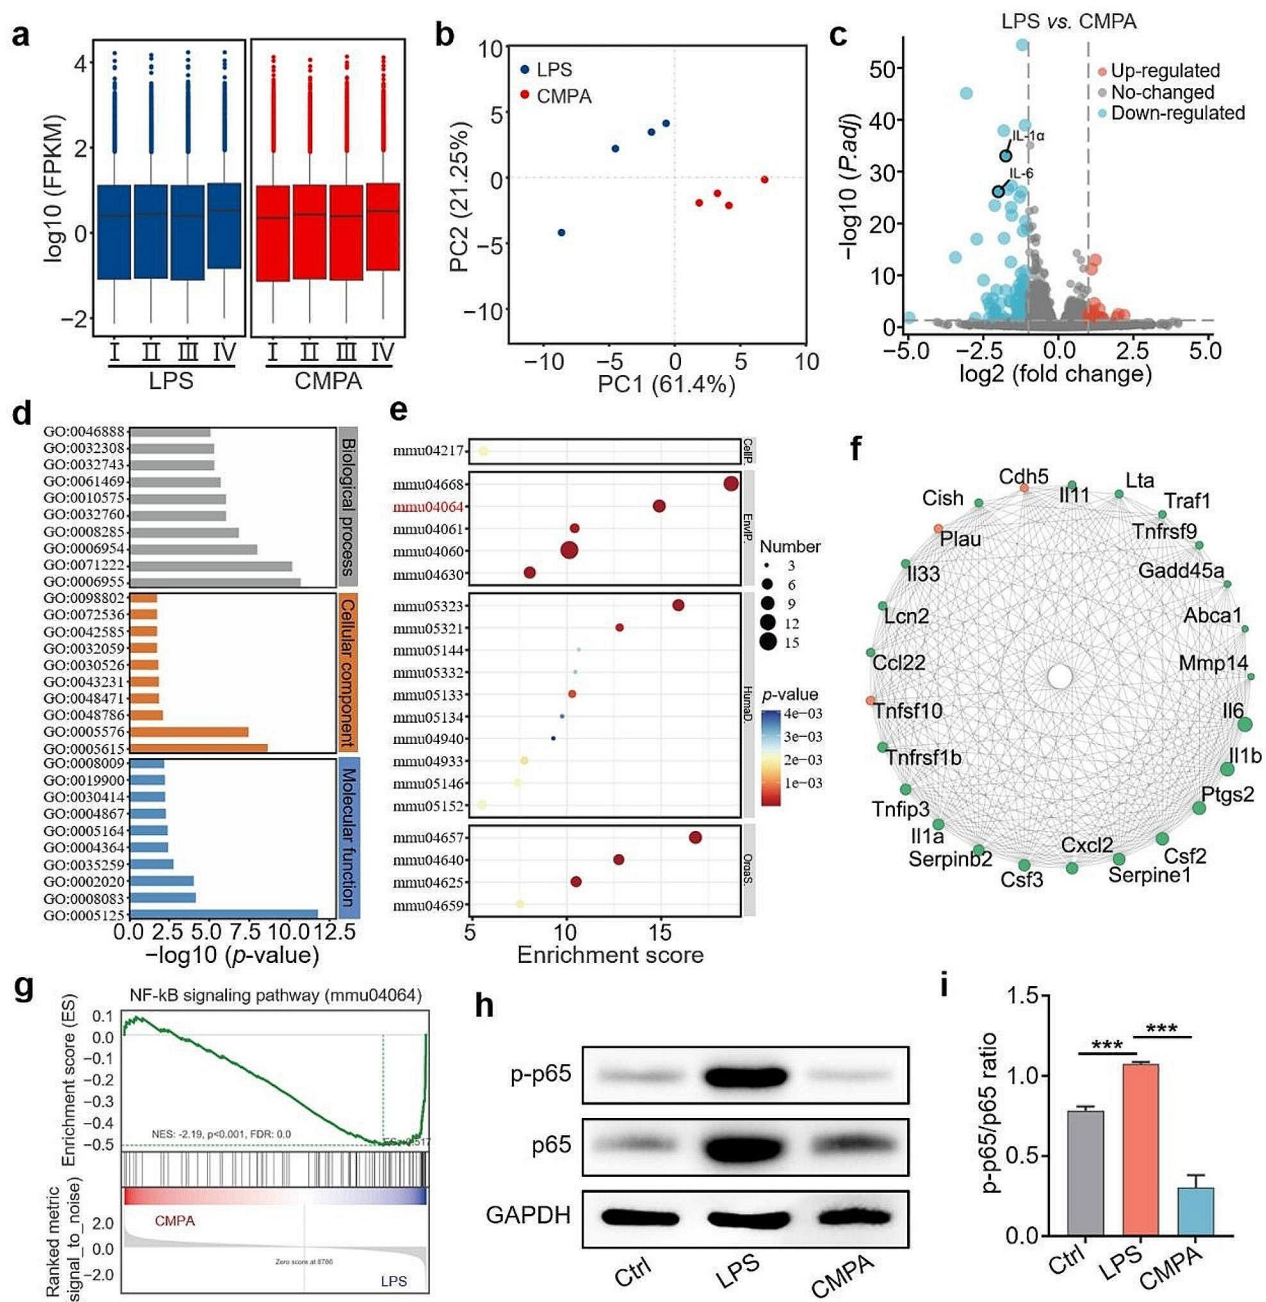 a
log10 (FPKM)
4
2
0
−2
I II III IV
I II III IV
LPS
CMPA
b
PC2 (21.25%)
10
5
0
−5
−10
LPS
CMPA
−10 −5 0 5 10
PC1 (61.4%)
c
LPS vs. CMPA
−log10 (P.adj)
50
40
30
20
10
0
Up-regulated
No-changed
Down-regulated
IL-1α
IL-6
−5.0 −2.5 0.0 2.5 5.0
log2 (fold change)
d
GO:0046888
GO:0032308
GO:0032743
GO:0061469
GO:0010575
GO:0032760
GO:0008285
GO:0006954
GO:0071222
GO:0006955
Biological process
GO:0098802
GO:0072536
GO:0042585
GO:0032059
GO:0030526
GO:0043231
GO:0048471
GO:0048786
GO:0005576
GO:0005615
Cellular component
GO:0008009
GO:0019900
GO:0030414
GO:0004867
GO:0005164
GO:0004364
GO:0035259
GO:0002020
GO:0008083
GO:0005125
Molecular function
0.0 2.5 5.0 7.5 10.0 12.5
−log10 (p-value)
e
mmu04217
CellP.
mmu04668
mmu04064
mmu04061
mmu04060
mmu04630
EnvIP.
mmu05323
mmu05321
mmu05144
mmu05332
mmu05133
mmu05134
mmu04940
mmu04933
mmu05146
mmu05152
HumaD.
mmu04657
mmu04640
mmu04625
mmu04659
OrgaS.
5 10 15
Enrichment score
Number
3
6
9
12
15
p-value
4e−03
3e−03
2e−03
1e−03
f
Cdh5
Il11
Lta
Traf1
Tnfrsf9
Gadd45a
Abca1
Mmp14
Il6
Il1b
Ptgs2
Csf2
Serpine1
Cxcl2
Csf3
Serpinb2
Il1a
Tnfip3
Tnfrsf1b
Tnfsf10
Ccl22
Lcn2
Il33
Plau
Cish
g
NF-kB signaling pathway (mmu04064)
Enrichment score (ES)
0.1
0.0
−0.1
−0.2
−0.3
−0.4
−0.5
NES: -2.19, p<0.001, FDR: 0.0
Ranked metric
signal_to_noise)
2.0
0.0
−2.0
CMPA
Zero score at 8786
LPS
h
p-p65
p65
GAPDH
Ctrl LPS CMPA
i
p-p65/p65 ratio
1.5
1.0
0.5
0.0
*** ***
Ctrl LPS CMPA